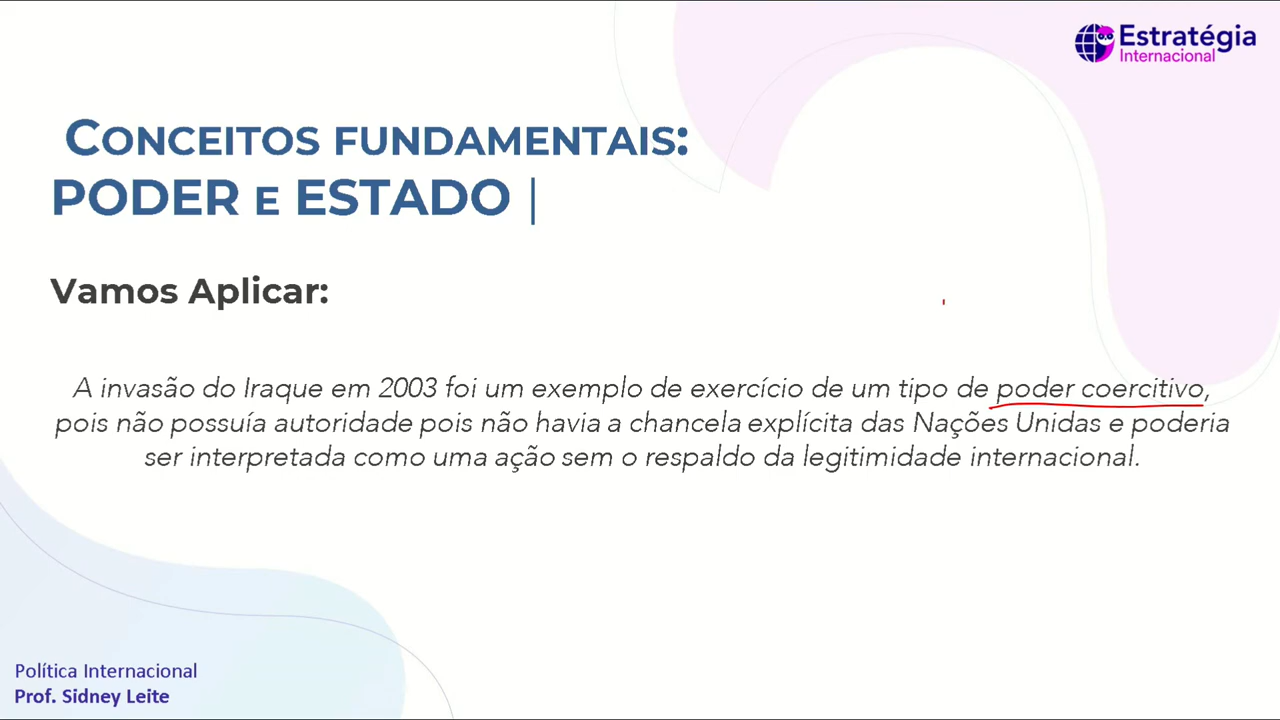 Estratégia
Internacional
CONCEITOS FUNDAMENTAIS:
PODER E ESTADO |
Vamos Aplicar:
A invasão do Iraque em 2003 foi um exemplo de exercício de um tipo de poder coercitivo,
pois não possuía autoridade pois não havia a chancela explícita das Nações Unidas e poderia
ser interpretada como uma ação sem o respaldo da legitimidade internacional.
Política Internacional
Prof. Sidney Leite